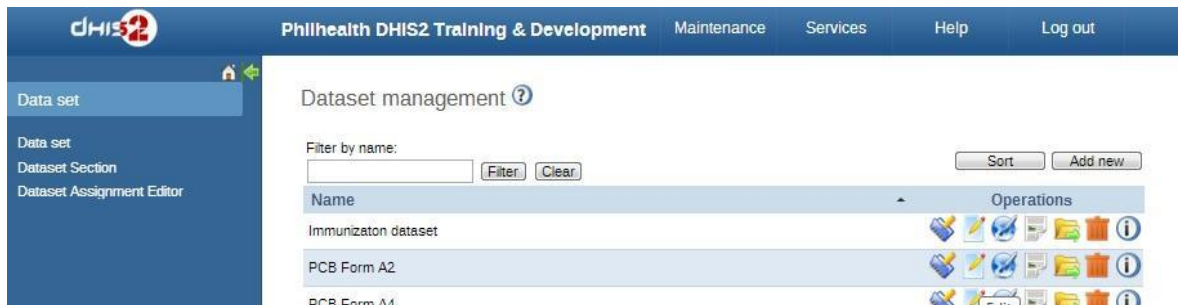 dHIS2
Philhealth DHIS2 Training & Development Maintenance Services Help Log out
Data set
Dataset management ?
Data set
Dataset Section
Dataset Assignment Editor
Filter by name:
Filter Clear Sort Add new
Name Operations
Immunizaton dataset
PCB Form A2
PCB Form A4
Edit